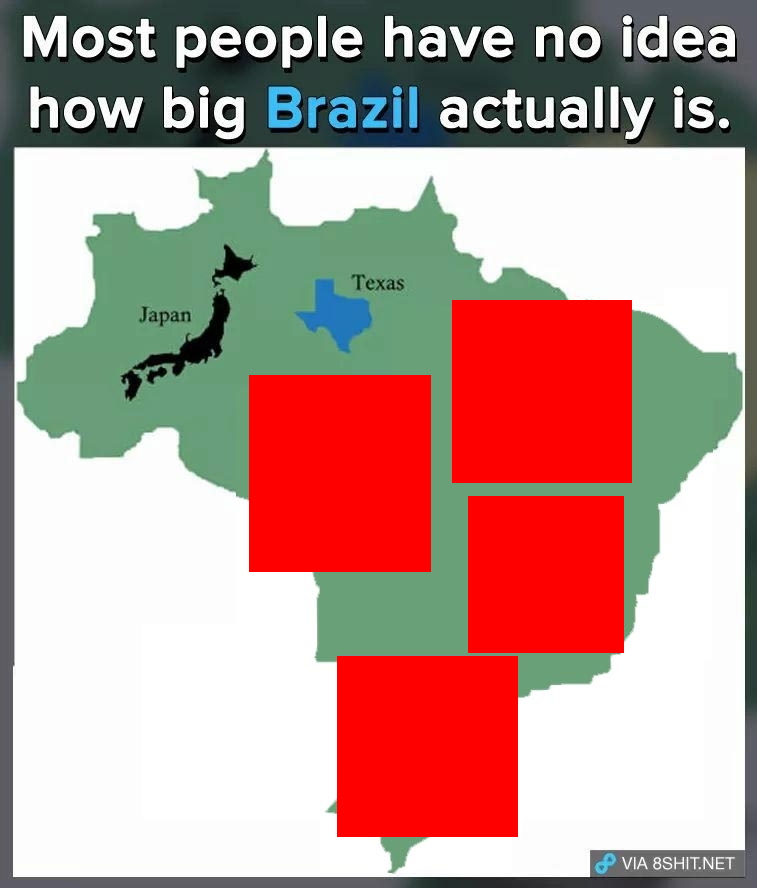 Most people have no idea
how big Brazil actually is.
Texas
Japan
VIA 8SHIT.NET